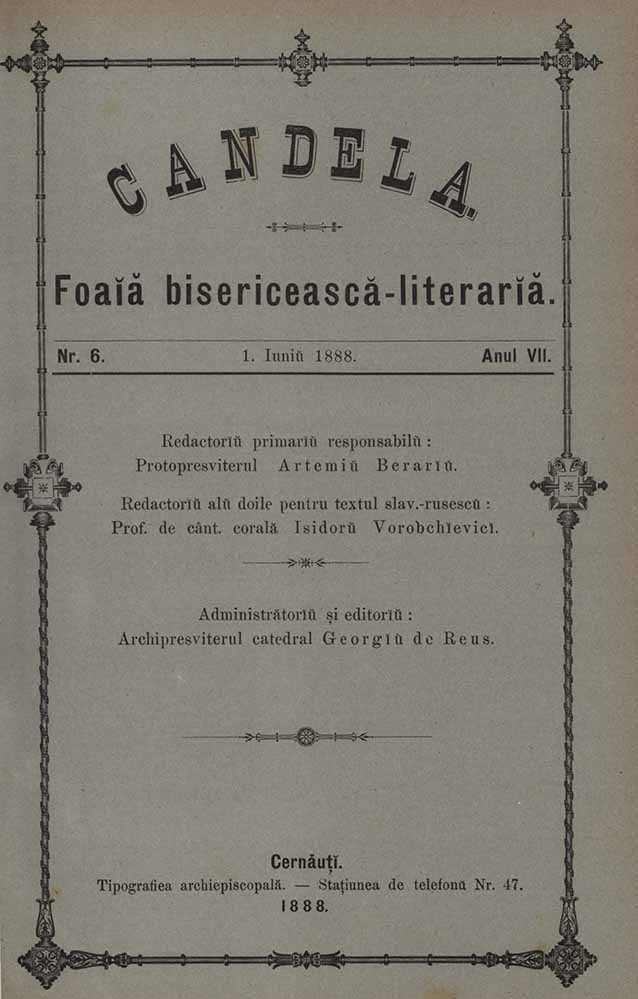 CANDELA.
Foaĭă bisericească-literarĭă.
Nr. 6. 1. Iuniŭ 1888. Anul VII.
Redactorĭŭ primarĭŭ responsabilŭ :
Protopresviterul Artemiŭ Berarĭŭ.
Redactorĭŭ alŭ doile pentru textul slav.-rusescŭ :
Prof. de cânt. corală Isidorŭ Vorobchĭevicĭ.
Administrătorĭŭ și editorĭŭ :
Archipresviterul catedral Georgĭŭ de Reus.
Cernăuțĭ.
Tipografiea archiepiscopală. — Stațiunea de telefonŭ Nr. 47.
1888.